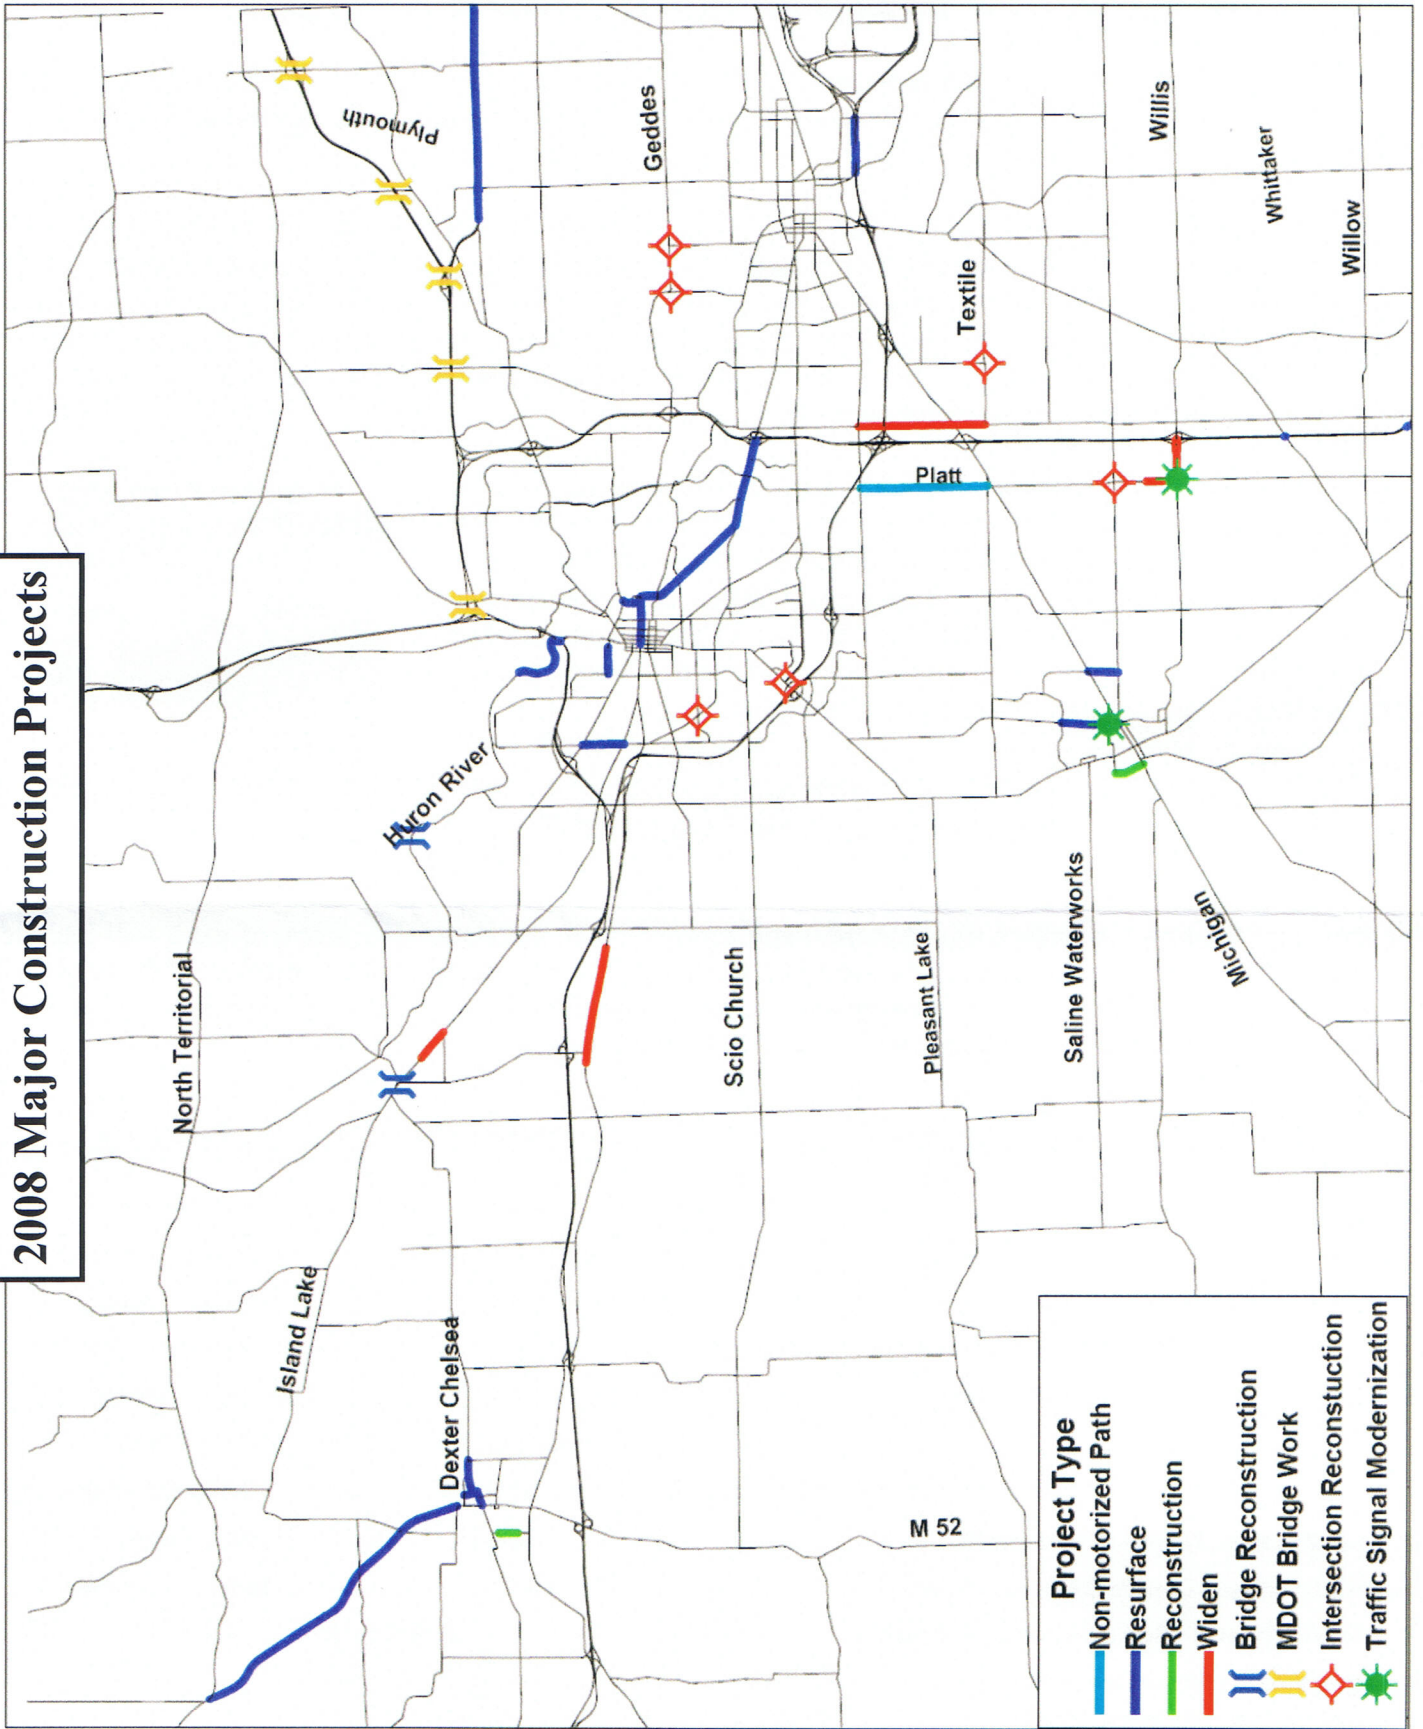 2008 Major Construction Projects
North Territorial
Island Lake
Dexter Chelsea
Huron River
Plymouth
Geddes
Scio Church
Pleasant Lake
M 52
Platt
Textile
Saline Waterworks
Michigan
Willis
Whittaker
Willow
Project Type
Non-motorized Path
Resurface
Reconstruction
Widen
Bridge Reconstruction
MDOT Bridge Work
Intersection Reconstuction
Traffic Signal Modernization